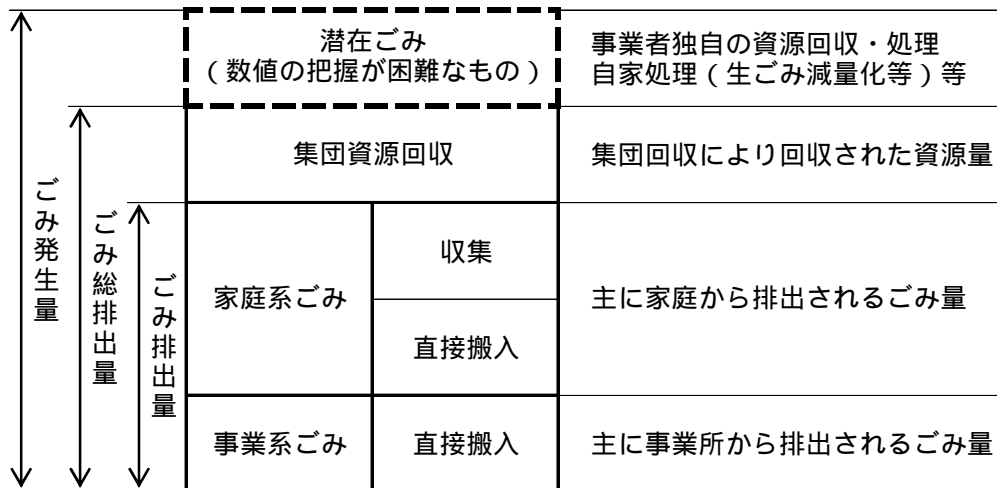 潜在ごみ
（数値の把握が困難なもの）
事業者独自の資源回収・処理
自家処理（生ごみ減量化等）等
集団資源回収
集団回収により回収された資源量
ごみ発生量
ごみ総排出量
ごみ排出量
家庭系ごみ
収集
直接搬入
主に家庭から排出されるごみ量
事業系ごみ
直接搬入
主に事業所から排出されるごみ量